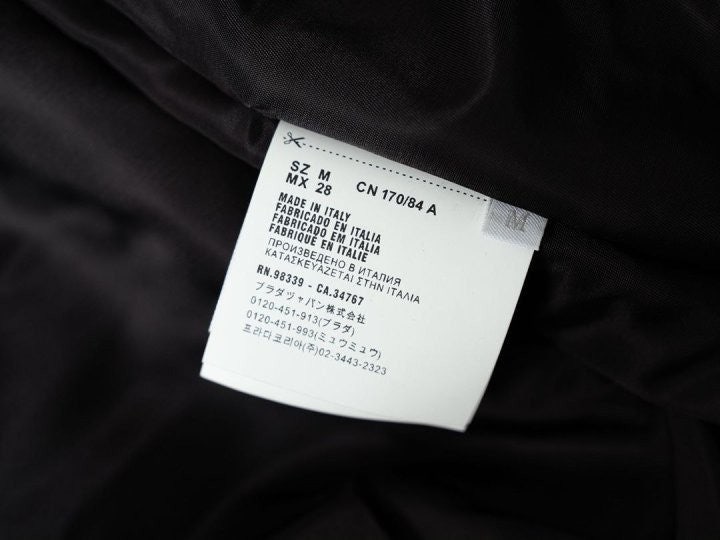 SZ M CN 170/84 A
MX 28
M
MADE IN ITALY
FABRICADO EN ITALIA
FABRICADO EM ITALIA
FABRIQUE EN ITALIE
ПРОИЗВЕДЕНО В ИТАЛИЯ
ΚΑΤΑΣΚΕΥΑΖΕΤΑΙ ΣΤΗΝ ΙΤΑΛΙΑ
RN.98339 - CA.34767
プラダジャパン株式会社
0120-451-913(プラダ)
0120-451-993(ミュウミュウ)
프라다코리아(주)02-3443-2323